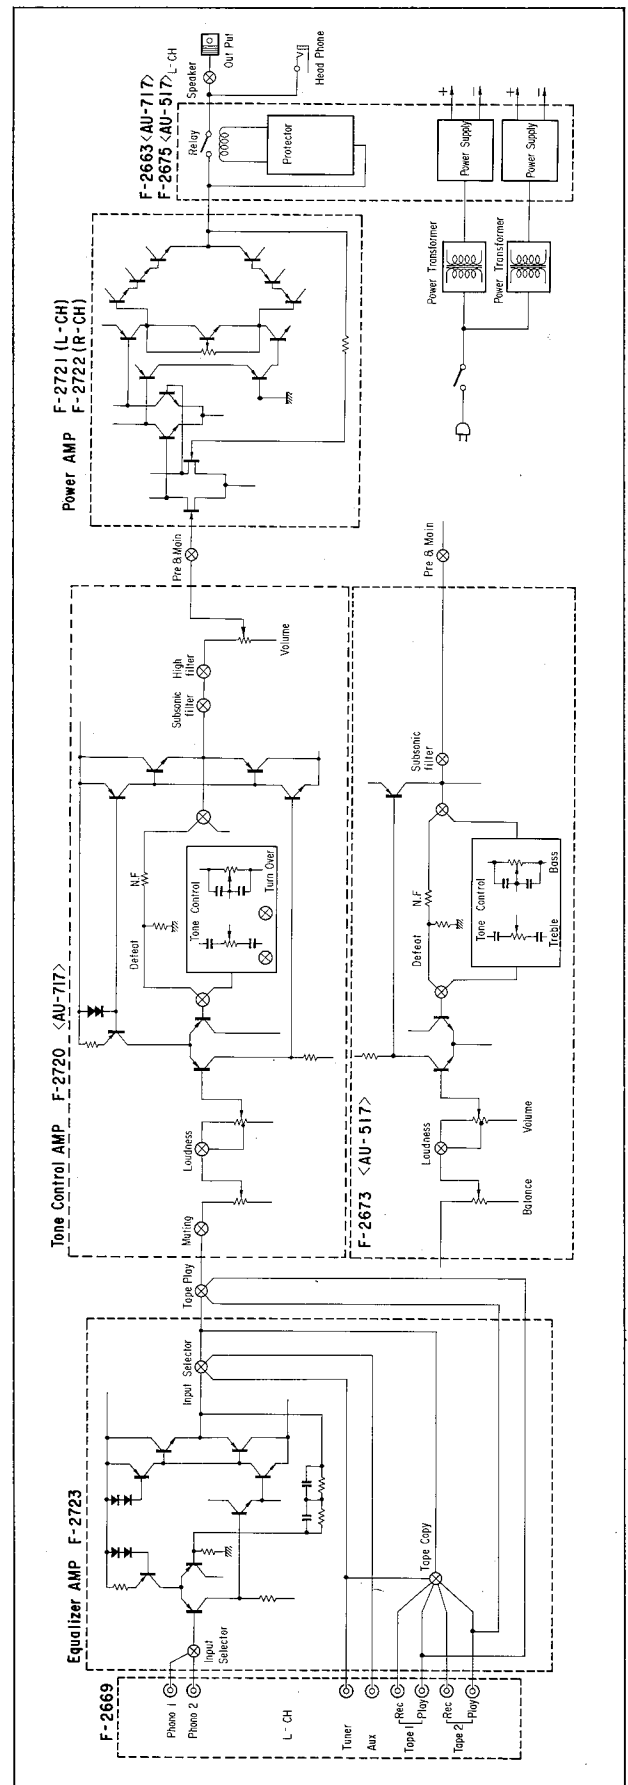 F-2669
Phono 1
Phono 2
L-CH
Tuner
Aux
Rec
Tape 1
Play
Rec
Tape 2
Play
Equalizer AMP F-2723
Input
Selector
Input Selector
Tape Copy
Tape Play
Tone Control AMP F-2720 <AU-717>
Muting
Loudness
Defeat
N.F
Tone Control
Turn Over
Subsonic
filter
High
filter
Volume
Pre & Main
F-2673 <AU-517>
Balance
Loudness
Volume
Defeat
N.F
Tone Control
Treble
Bass
Subsonic
filter
Pre & Main
Power AMP
F-2721 (L-CH)
F-2722 (R-CH)
F-2663 <AU-717>
F-2675 <AU-517>
L-CH
Relay
Protector
Speaker
Out Put
Head Phone
Power Transformer
Power Transformer
Power Supply
Power Supply
+
-
+
-